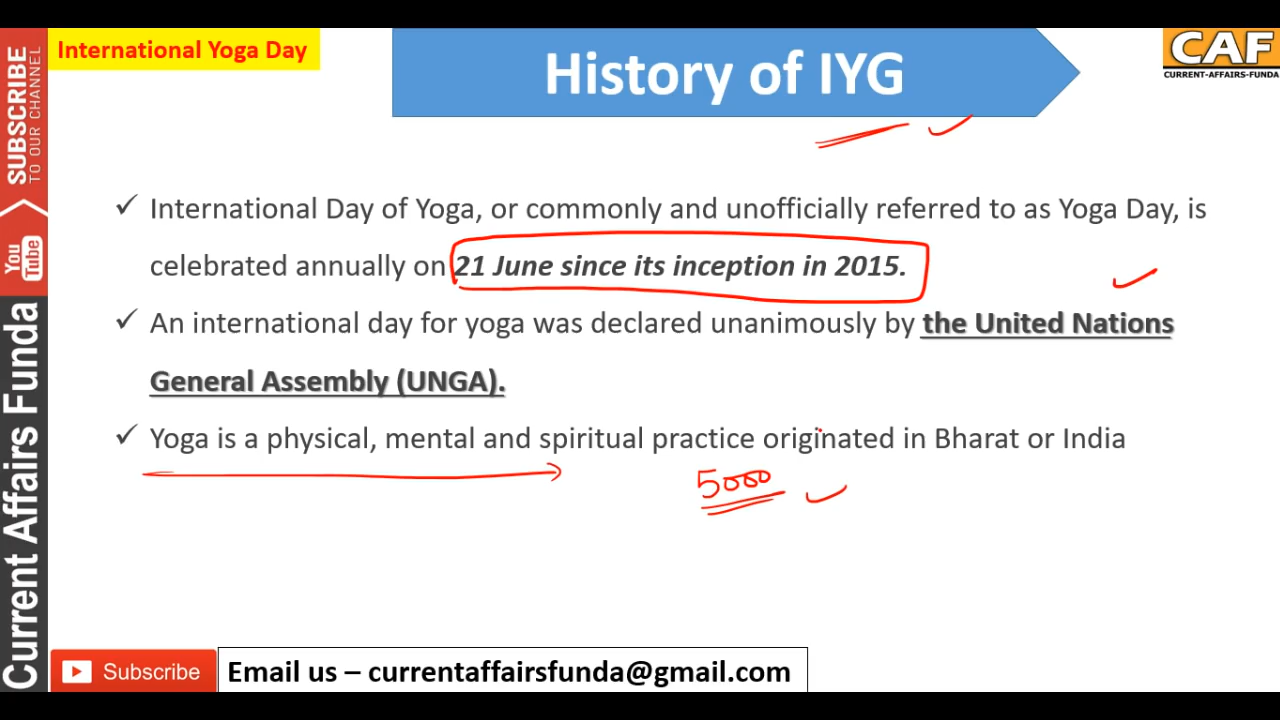 International Yoga Day
History of IYG
CAF
CURRENT-AFFAIRS-FUNDA
SUBSCRIBE
TO OUR CHANNEL
You
Tube
Current Affairs Funda
International Day of Yoga, or commonly and unofficially referred to as Yoga Day, is
celebrated annually on 21 June since its inception in 2015.
An international day for yoga was declared unanimously by the United Nations
General Assembly (UNGA).
Yoga is a physical, mental and spiritual practice originated in Bharat or India
5000
Subscribe
Email us – currentaffairsfunda@gmail.com